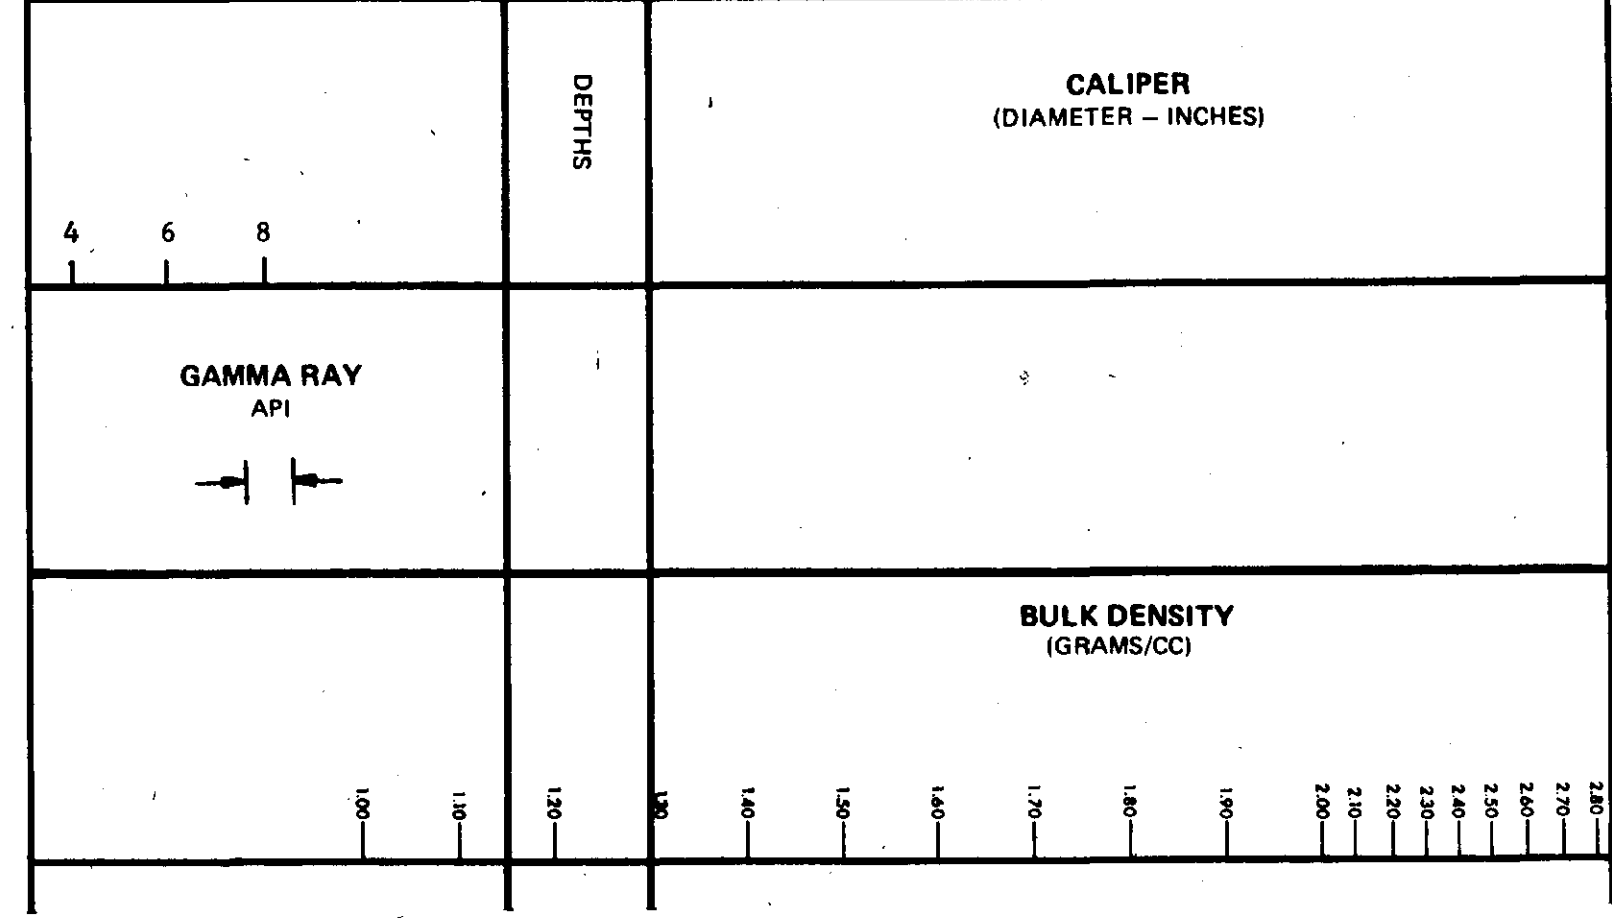 DEPTHS
CALIPER
(DIAMETER – INCHES)
4 6 8
GAMMA RAY
API
BULK DENSITY
(GRAMS/CC)
1.00 1.10 1.20 1.30 1.40 1.50 1.60 1.70 1.80 1.90 2.00 2.10 2.20 2.30 2.40 2.50 2.60 2.70 2.80